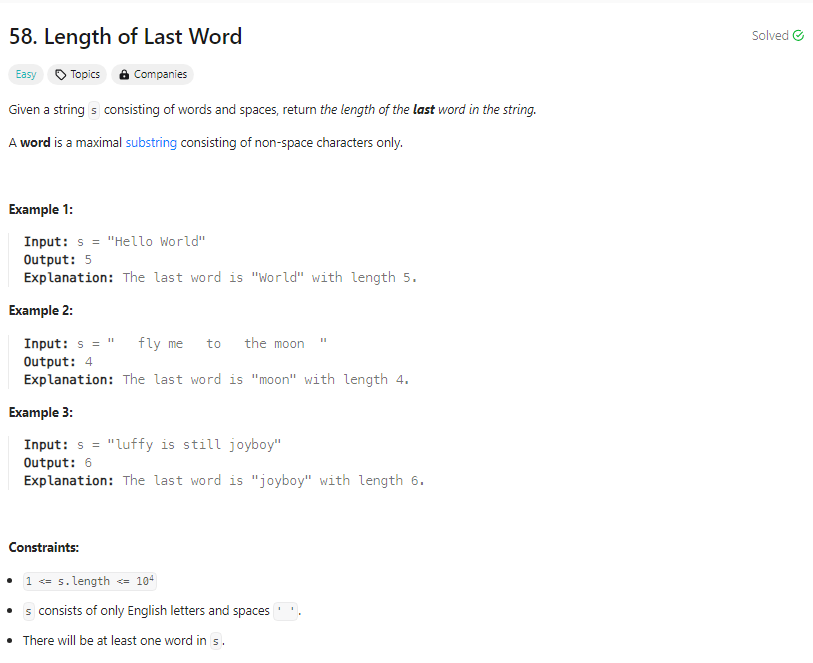 58. Length of Last Word
Solved
Easy Topics Companies
Given a string s consisting of words and spaces, return the length of the last word in the string.
A word is a maximal substring consisting of non-space characters only.
Example 1:
Input: s = "Hello World"
Output: 5
Explanation: The last word is "World" with length 5.
Example 2:
Input: s = "   fly me   to   the moon  "
Output: 4
Explanation: The last word is "moon" with length 4.
Example 3:
Input: s = "luffy is still joyboy"
Output: 6
Explanation: The last word is "joyboy" with length 6.
Constraints:
• 1 <= s.length <= 10⁴
• s consists of only English letters and spaces ' '.
• There will be at least one word in s.